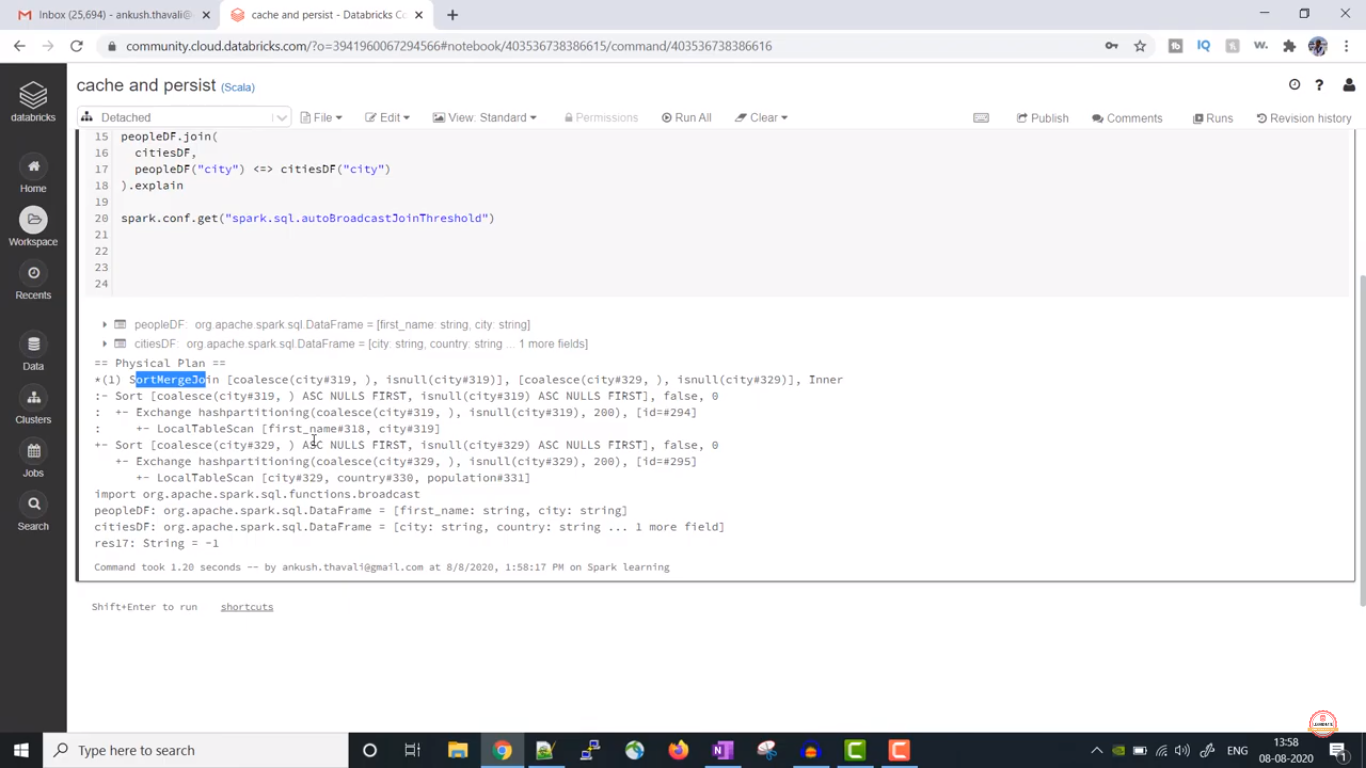 Inbox (25,694) - ankush.thavali@
cache and persist - Databricks Co
community.cloud.databricks.com/?o=3941960067294566#notebook/403536738386615/command/403536738386616
IQ
w.
databricks
Home
Workspace
Recents
Data
Clusters
Jobs
Search
cache and persist (Scala)
Detached
File
Edit
View: Standard
Permissions
Run All
Clear
Publish
Comments
Runs
Revision history
15 peopleDF.join(
16 citiesDF,
17 peopleDF("city") <=> citiesDF("city")
18 ).explain
19
20 spark.conf.get("spark.sql.autoBroadcastJoinThreshold")
21
22
23
24
peopleDF: org.apache.spark.sql.DataFrame = [first_name: string, city: string]
citiesDF: org.apache.spark.sql.DataFrame = [city: string, country: string ... 1 more fields]
== Physical Plan ==
*(1) SortMergeJoin [coalesce(city#319, ), isnull(city#319)], [coalesce(city#329, ), isnull(city#329)], Inner
:- Sort [coalesce(city#319, ) ASC NULLS FIRST, isnull(city#319) ASC NULLS FIRST], false, 0
: +- Exchange hashpartitioning(coalesce(city#319, ), isnull(city#319), 200), [id=#294]
: +- LocalTableScan [first_name#318, city#319]
+- Sort [coalesce(city#329, ) ASC NULLS FIRST, isnull(city#329) ASC NULLS FIRST], false, 0
+- Exchange hashpartitioning(coalesce(city#329, ), isnull(city#329), 200), [id=#295]
+- LocalTableScan [city#329, country#330, population#331]
import org.apache.spark.sql.functions.broadcast
peopleDF: org.apache.spark.sql.DataFrame = [first_name: string, city: string]
citiesDF: org.apache.spark.sql.DataFrame = [city: string, country: string ... 1 more field]
res17: String = -1
Command took 1.20 seconds -- by ankush.thavali@gmail.com at 8/8/2020, 1:58:17 PM on Spark learning
Shift+Enter to run shortcuts
Type here to search
ENG
13:58
08-08-2020